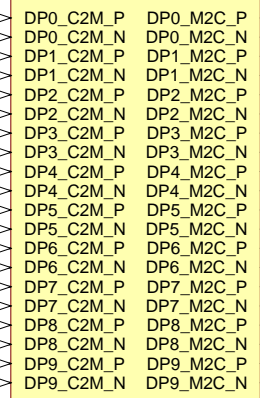 DP0_C2M_P DP0_M2C_P
DP0_C2M_N DP0_M2C_N
DP1_C2M_P DP1_M2C_P
DP1_C2M_N DP1_M2C_N
DP2_C2M_P DP2_M2C_P
DP2_C2M_N DP2_M2C_N
DP3_C2M_P DP3_M2C_P
DP3_C2M_N DP3_M2C_N
DP4_C2M_P DP4_M2C_P
DP4_C2M_N DP4_M2C_N
DP5_C2M_P DP5_M2C_P
DP5_C2M_N DP5_M2C_N
DP6_C2M_P DP6_M2C_P
DP6_C2M_N DP6_M2C_N
DP7_C2M_P DP7_M2C_P
DP7_C2M_N DP7_M2C_N
DP8_C2M_P DP8_M2C_P
DP8_C2M_N DP8_M2C_N
DP9_C2M_P DP9_M2C_P
DP9_C2M_N DP9_M2C_N